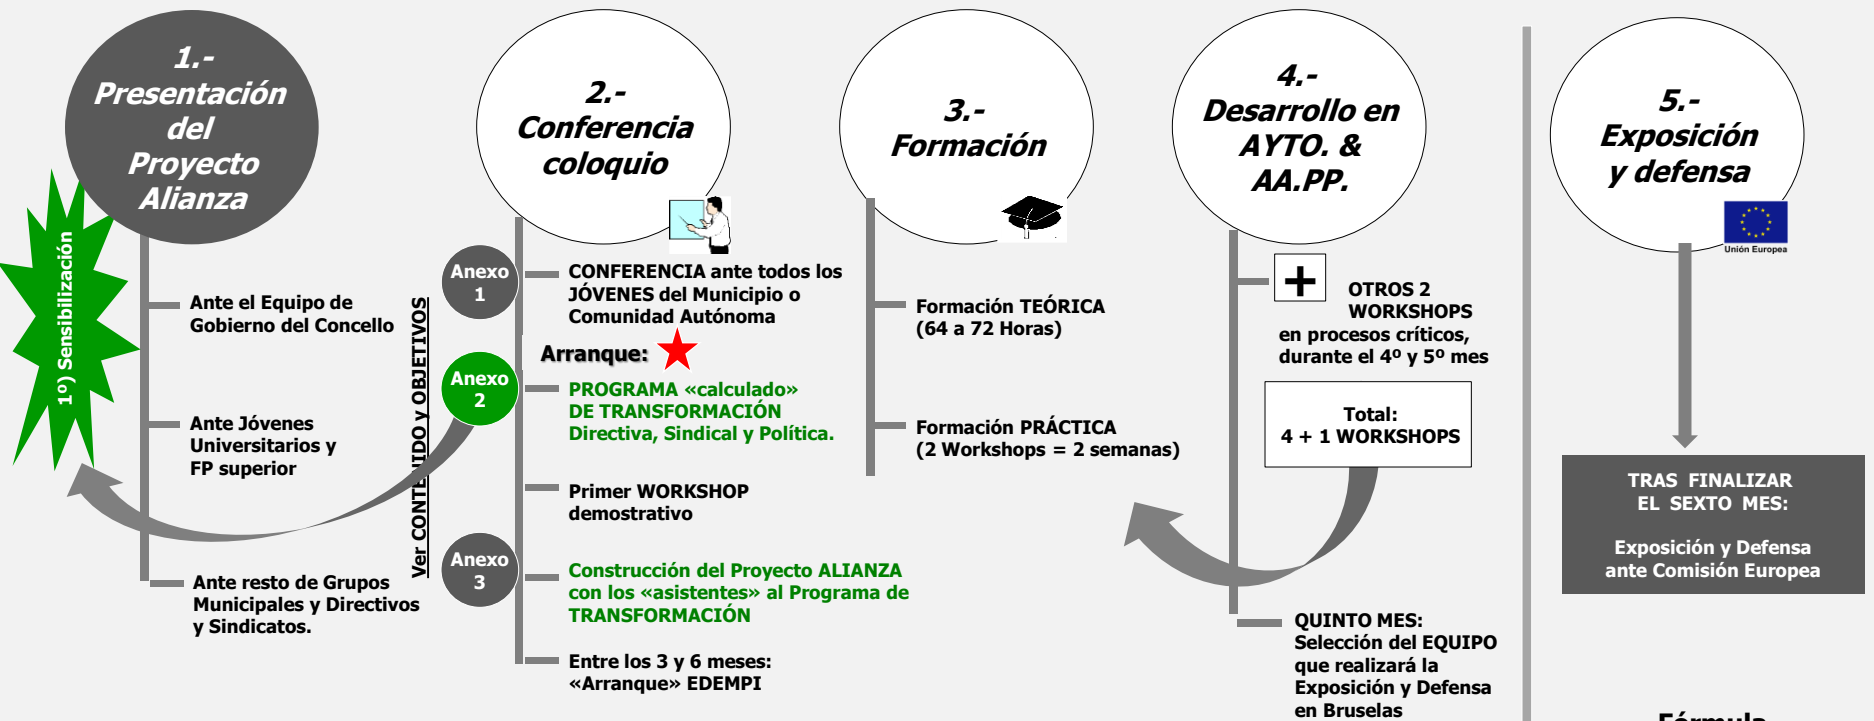 1.-
Presentación
del
Proyecto
Alianza
1º) Sensibilización
Ante el Equipo de
Gobierno del Concello
Ante Jóvenes
Universitarios y
FP superior
Ante resto de Grupos
Municipales y Directivos
y Sindicatos.
Ver CONTENIDO y OBJETIVOS
2.-
Conferencia
coloquio
Anexo
1
CONFERENCIA ante todos los
JÓVENES del Municipio o
Comunidad Autónoma
Arranque:
Anexo
2
PROGRAMA «calculado»
DE TRANSFORMACIÓN
Directiva, Sindical y Política.
Primer WORKSHOP
demostrativo
Anexo
3
Construcción del Proyecto ALIANZA
con los «asistentes» al Programa de
TRANSFORMACIÓN
Entre los 3 y 6 meses:
«Arranque» EDEMPI
3.-
Formación
Formación TEÓRICA
(64 a 72 Horas)
Formación PRÁCTICA
(2 Workshops = 2 semanas)
4.-
Desarrollo en
AYTO. &
AA.PP.
+
OTROS 2
WORKSHOPS
en procesos críticos,
durante el 4º y 5º mes
Total:
4 + 1 WORKSHOPS
QUINTO MES:
Selección del EQUIPO
que realizará la
Exposición y Defensa
en Bruselas
5.-
Exposición
y defensa
Unión Europea
TRAS FINALIZAR
EL SEXTO MES:
Exposición y Defensa
ante Comisión Europea
Fórmula